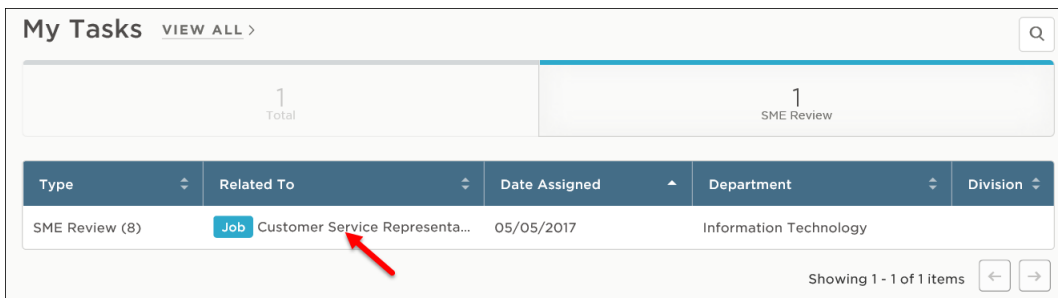 My Tasks VIEW ALL >
1 1
Total SME Review
Type Related To Date Assigned Department Division
SME Review (8) Job Customer Service Representa... 05/05/2017 Information Technology
Showing 1 - 1 of 1 items